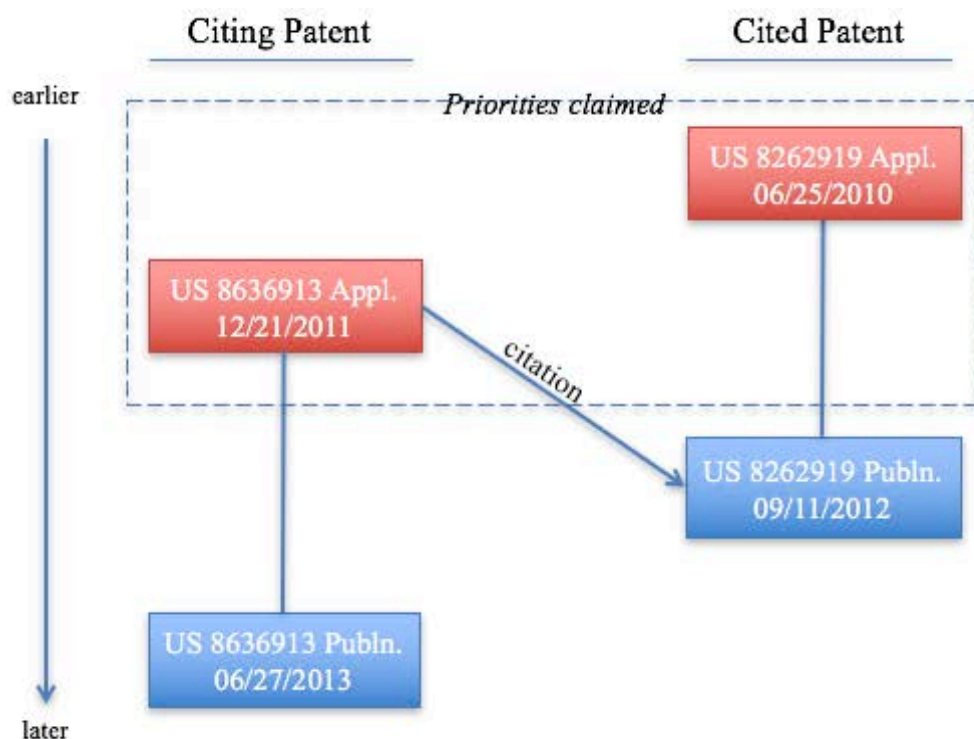 Citing Patent
Cited Patent
earlier
Priorities claimed
US 8262919 Appl.
06/25/2010
US 8636913 Appl.
12/21/2011
citation
US 8262919 Publn.
09/11/2012
US 8636913 Publn.
06/27/2013
later